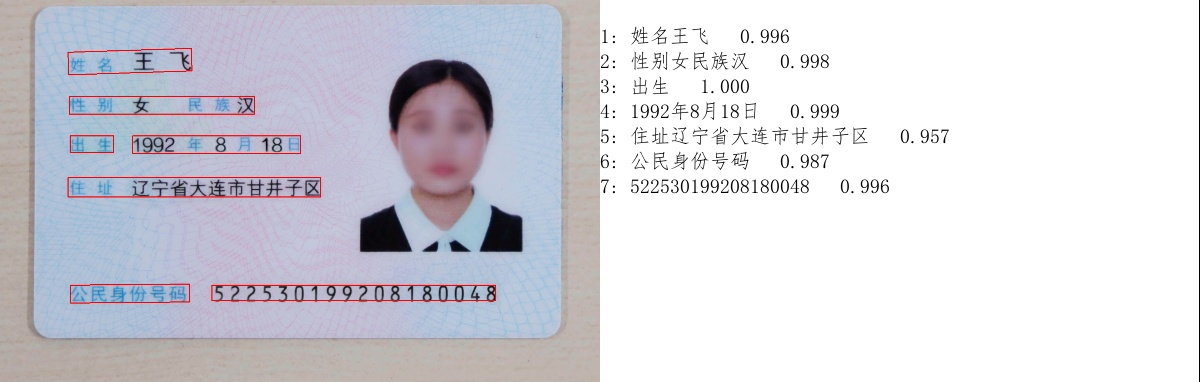 姓名 王飞
性别 女 民族 汉
出生 1992 年 8 月 18 日
住址 辽宁省大连市甘井子区
公民身份号码 522530199208180048
1: 姓名王飞 0.996
2: 性别女民族汉 0.998
3: 出生 1.000
4: 1992年8月18日 0.999
5: 住址辽宁省大连市甘井子区 0.957
6: 公民身份号码 0.987
7: 522530199208180048 0.996